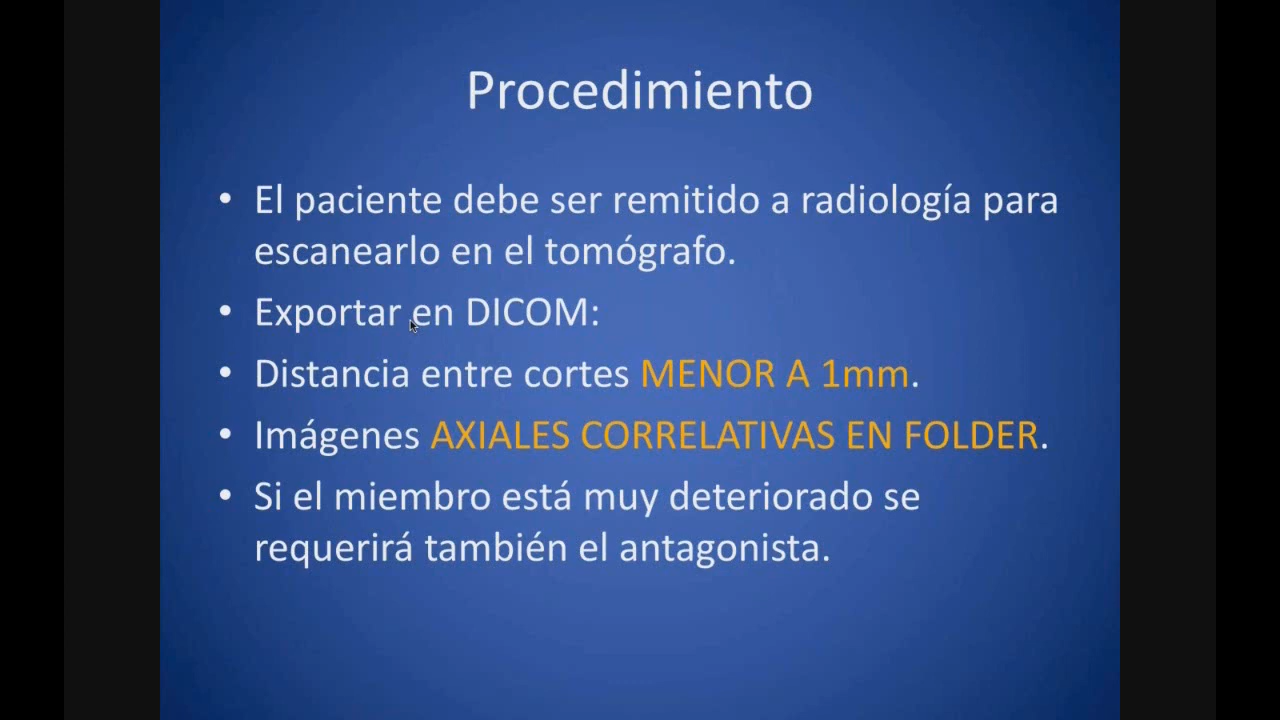 Procedimiento
• El paciente debe ser remitido a radiología para
escanearlo en el tomógrafo.
• Exportar en DICOM:
• Distancia entre cortes MENOR A 1mm.
• Imágenes AXIALES CORRELATIVAS EN FOLDER.
• Si el miembro está muy deteriorado se
requerirá también el antagonista.